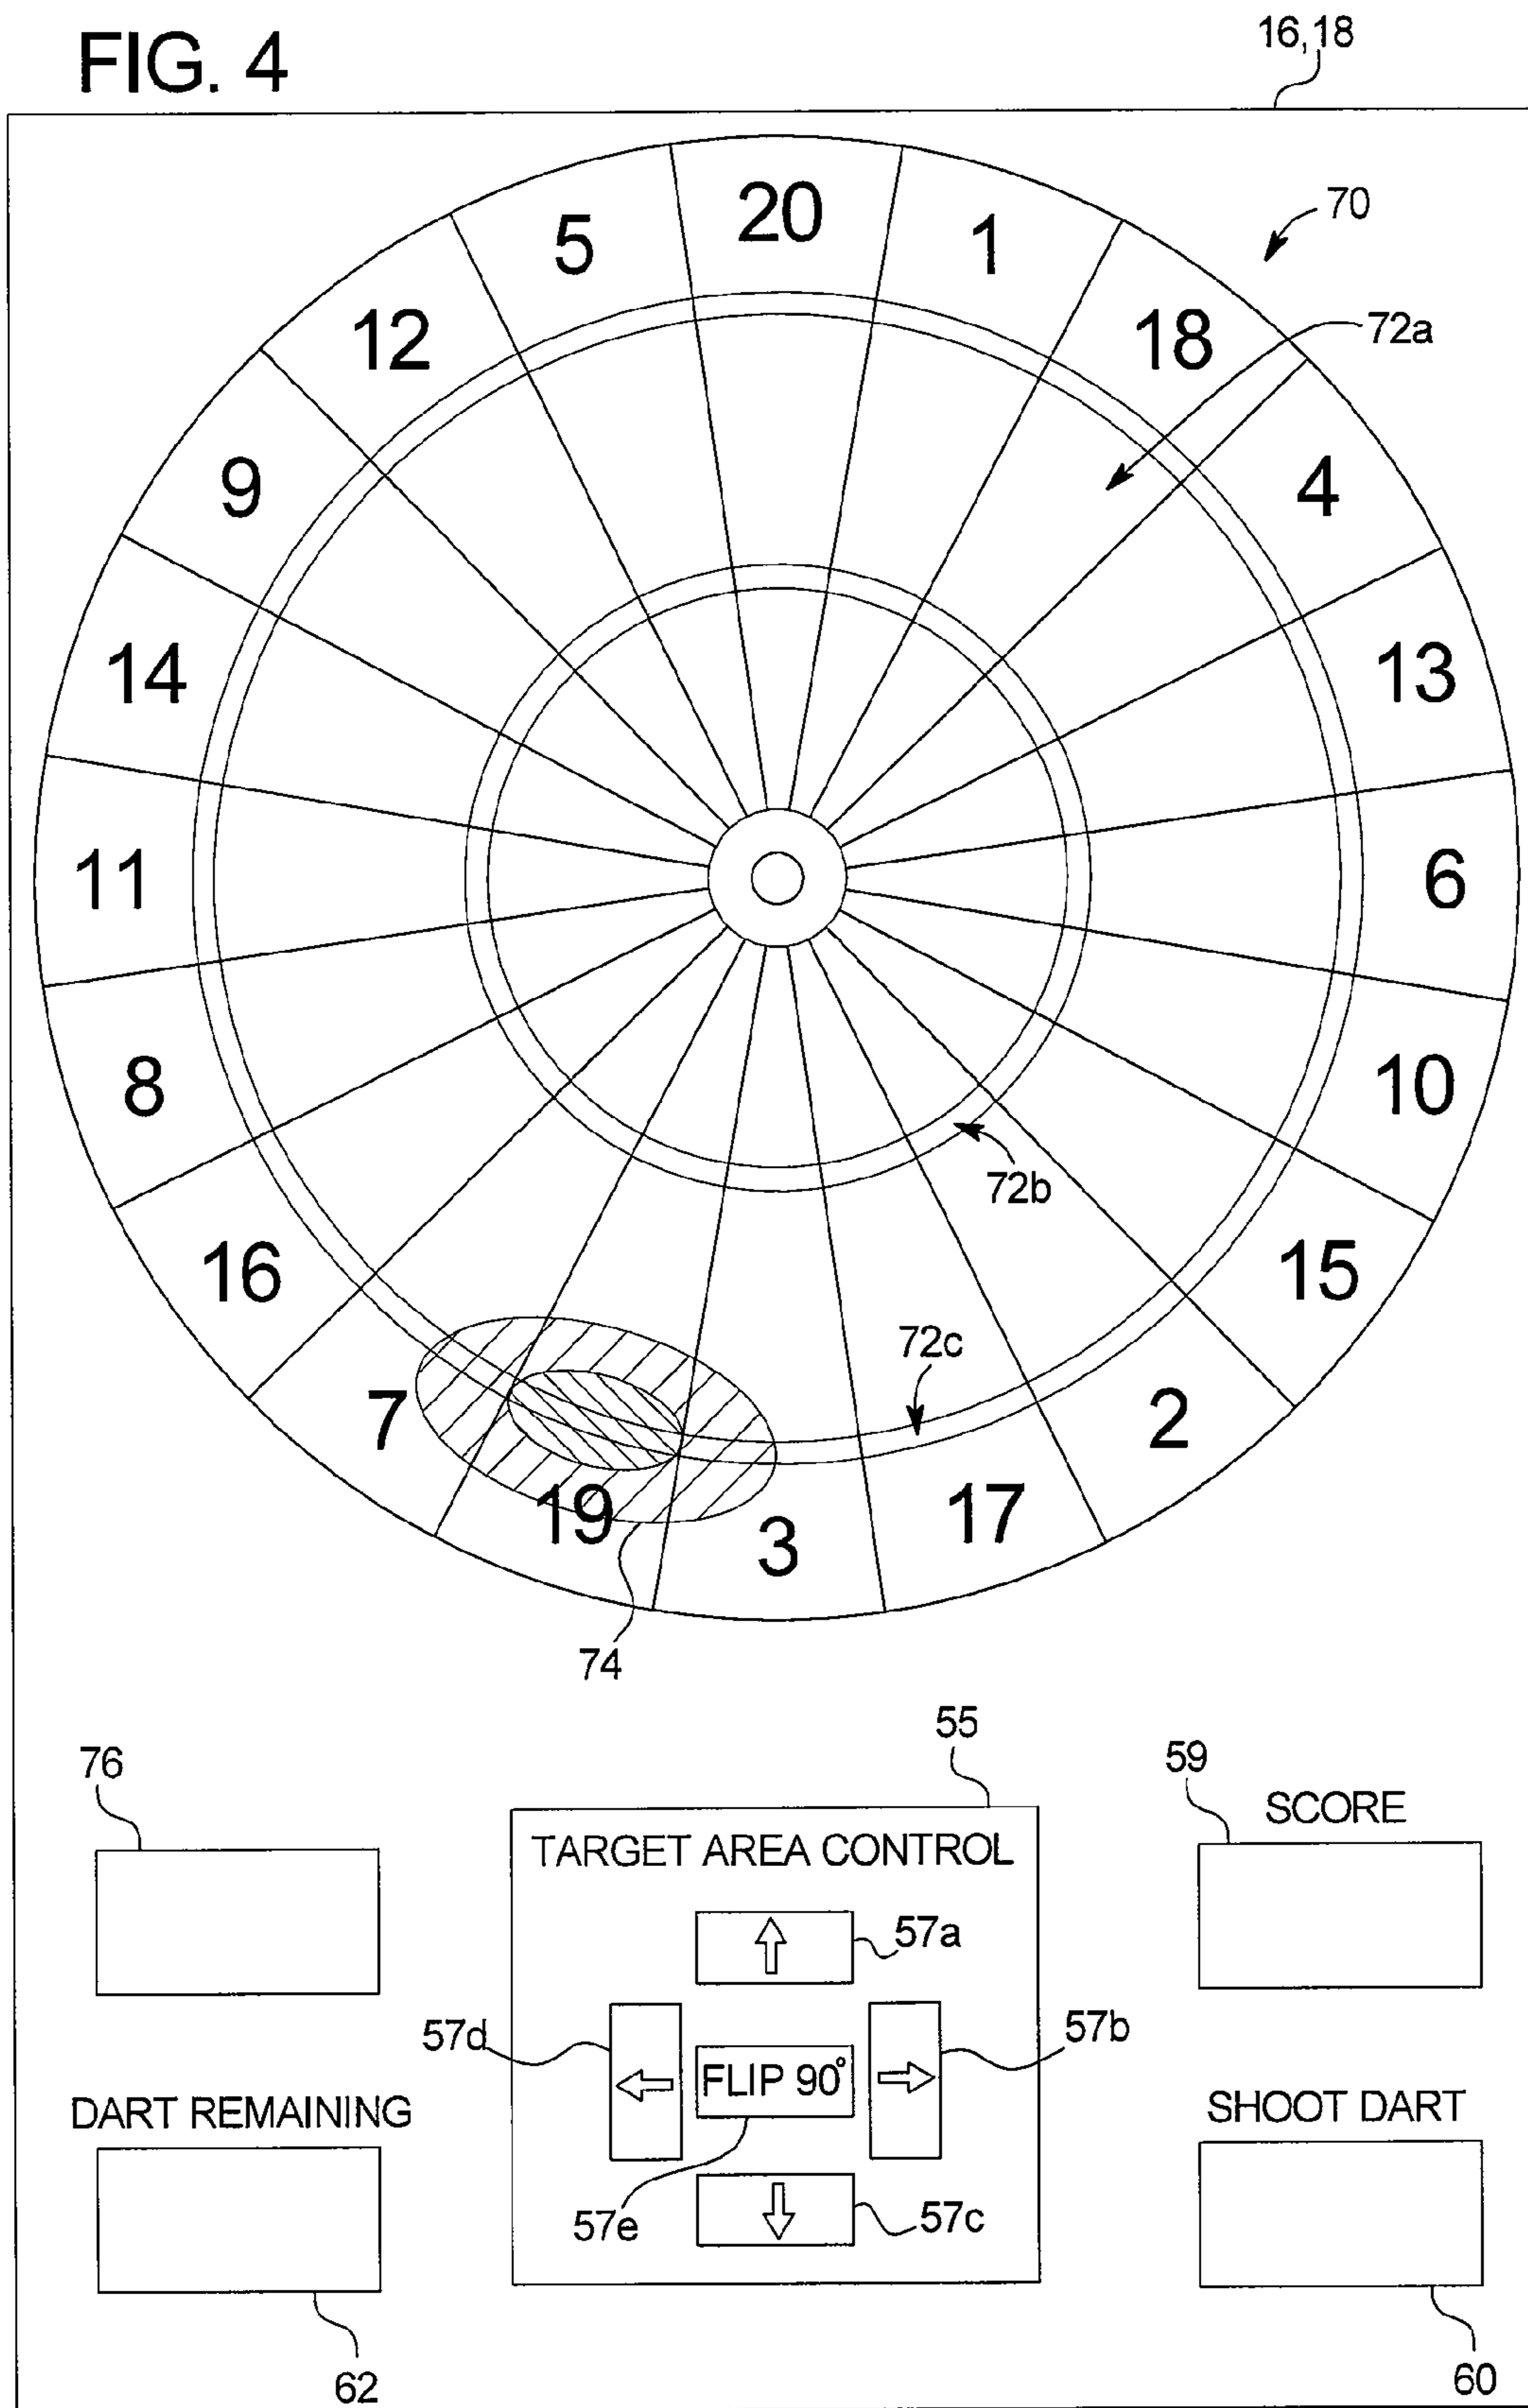 FIG. 4
16,18
70
20
5
1
12
18
72a
9
4
14
13
11
6
8
10
72b
16
15
72c
7
2
19
17
3
74
55
76
59
SCORE
TARGET AREA CONTROL
57a
57d
57b
FLIP 90°
DART REMAINING
SHOOT DART
57e
57c
62
60